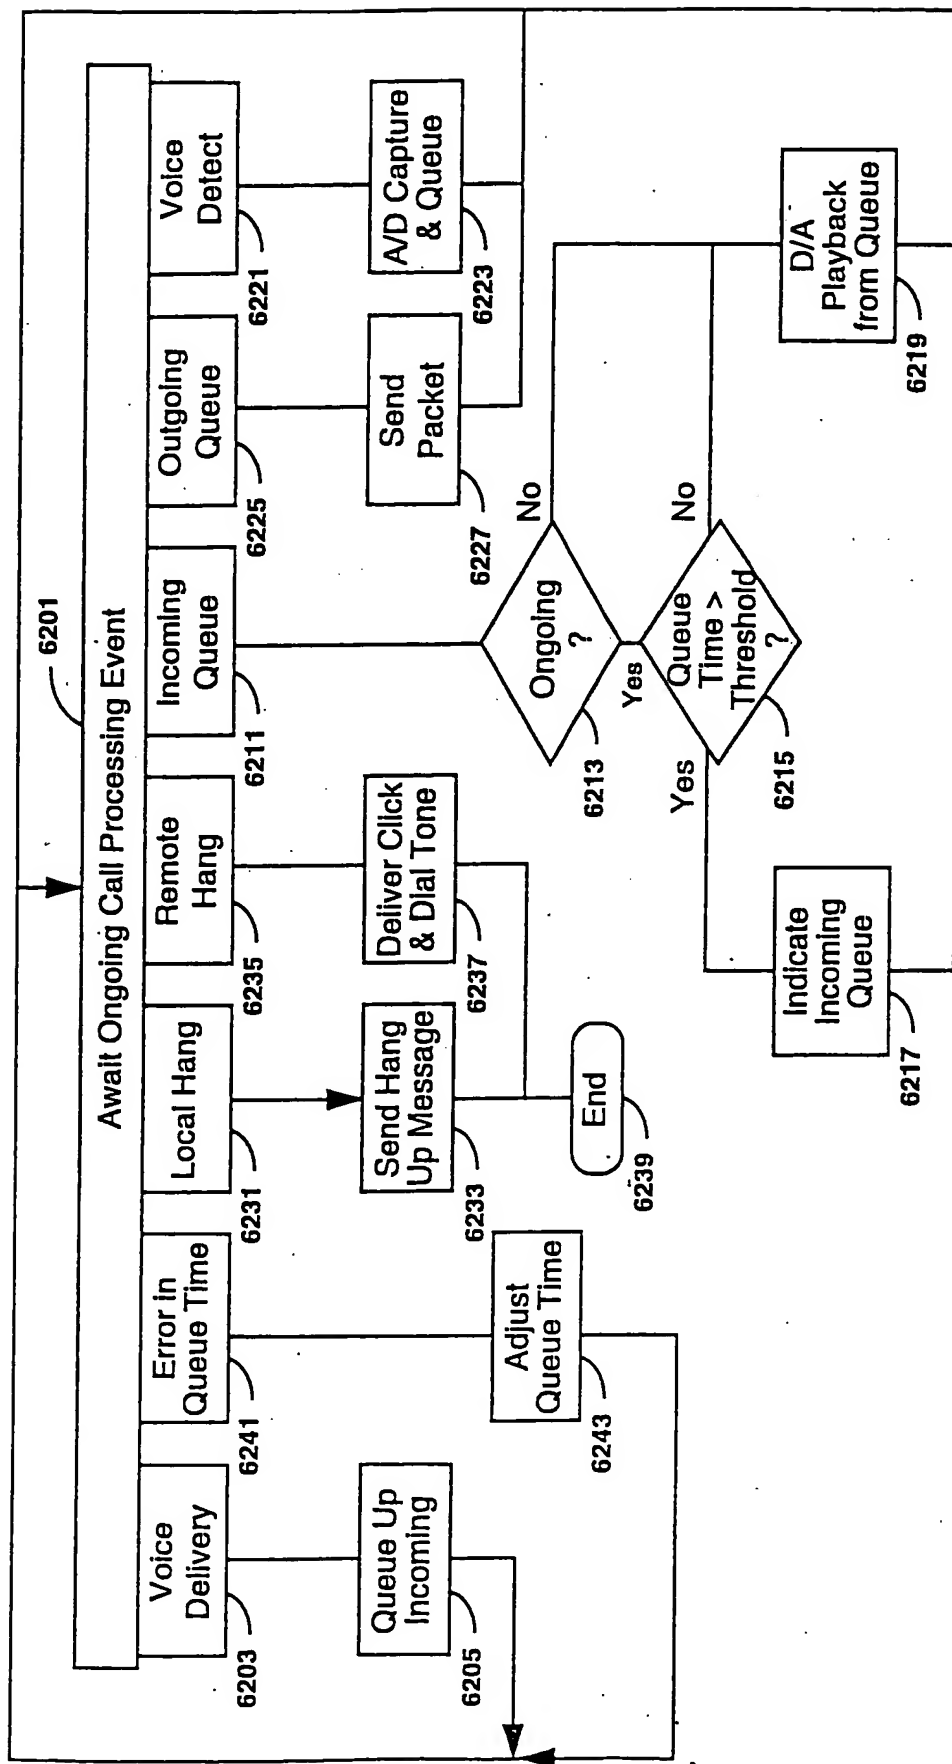 6201
Await Ongoing Call Processing Event
Voice
Delivery
6203
Error in
Queue Time
6241
Local Hang
6231
Remote
Hang
6235
Incoming
Queue
6211
Outgoing
Queue
6225
Voice
Detect
6221
Queue Up
Incoming
6205
Send Hang
Up Message
6233
Deliver Click
& Dial Tone
6237
Send
Packet
6227
A/D Capture
& Queue
6223
Adjust
Queue Time
6243
End
6239
Ongoing
?
6213
No
Yes
Queue
Time >
Threshold
?
6215
Yes
No
Indicate
Incoming
Queue
6217
D/A
Playback
from Queue
6219